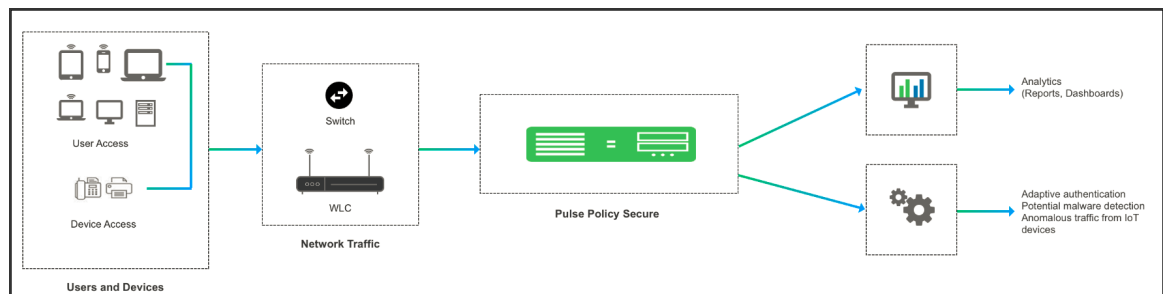 User Access
Device Access
Users and Devices
Switch
WLC
Network Traffic
Pulse Policy Secure
Analytics
(Reports, Dashboards)
Adaptive authentication
Potential malware detection
Anomalous traffic from IoT
devices